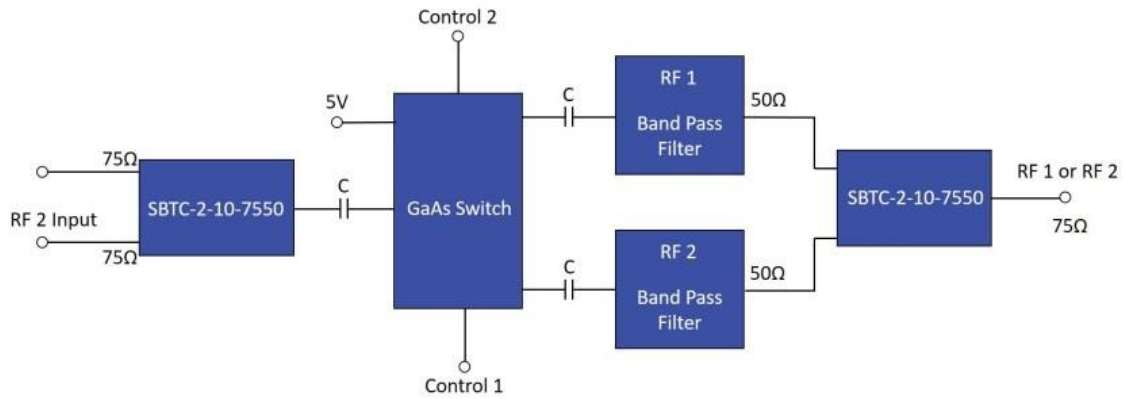 Control 2
5V
75Ω
RF 2 Input
75Ω
SBTC-2-10-7550
C
GaAs Switch
C
RF 1
Band Pass
Filter
50Ω
C
RF 2
Band Pass
Filter
50Ω
SBTC-2-10-7550
RF 1 or RF 2
75Ω
Control 1